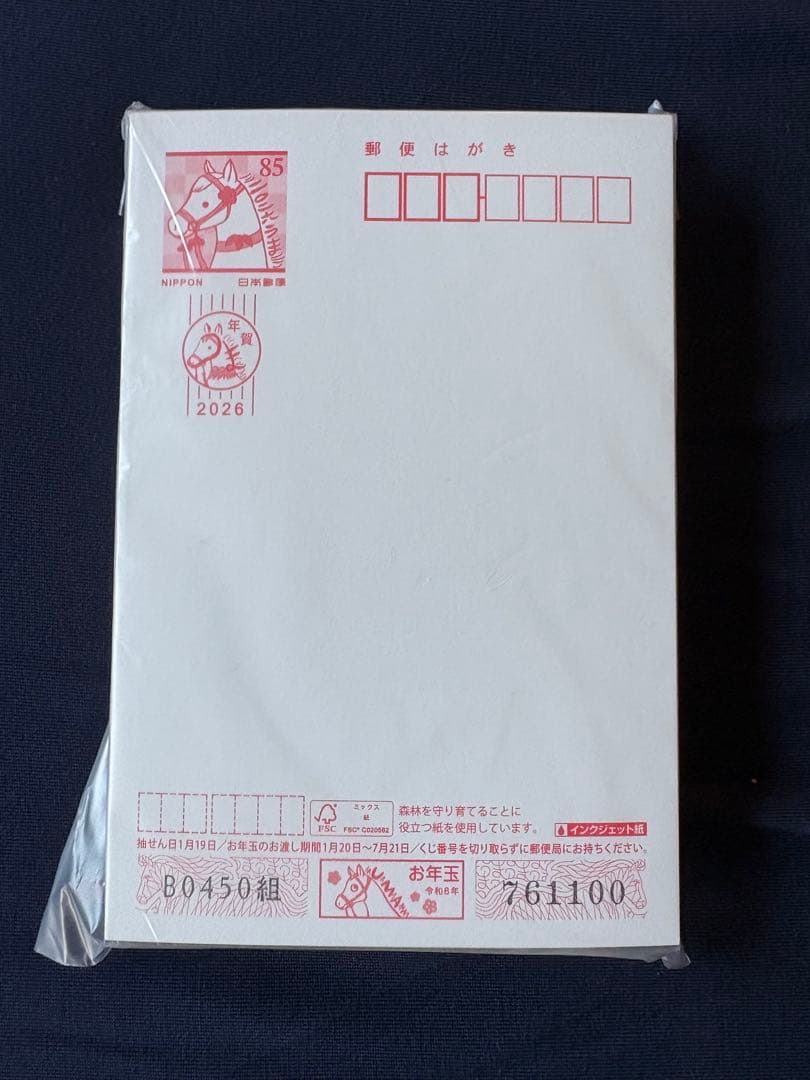 郵便はがき
85
NIPPON 日本郵便
年賀
2026
FSC
ミックス
紙
FSC® C020562
森林を守り育てることに
役立つ紙を使用しています。
インクジェット紙
抽せん日1月19日/お年玉のお渡し期間1月20日〜7月21日/くじ番号を切り取らずに郵便局にお持ちください。
B0450組
お年玉
令和8年
UMA
761100